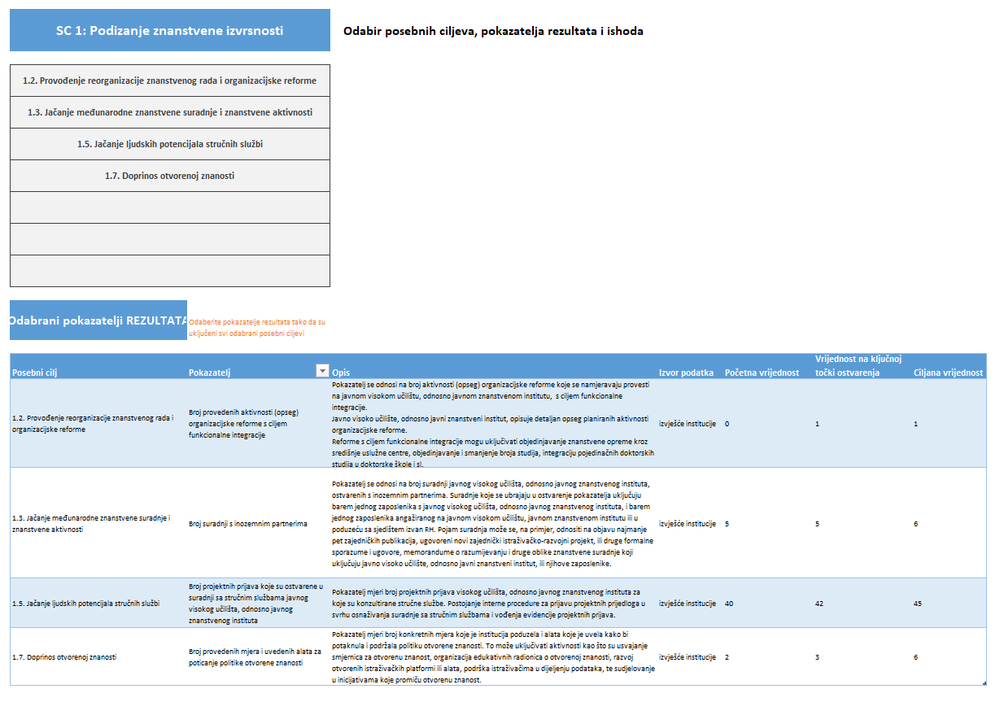 SC 1: Podizanje znanstvene izvrsnosti
Odabir posebnih ciljeva, pokazatelja rezultata i ishoda
1.2. Provođenje reorganizacije znanstvenog rada i organizacijske reforme
1.3. Jačanje međunarodne znanstvene suradnje i znanstvene aktivnosti
1.5. Jačanje ljudskih potencijala stručnih službi
1.7. Doprinos otvorenoj znanosti
Odabrani pokazatelji REZULTATA
Odaberite pokazatelje rezultata tako da su
uključeni svi odabrani posebni ciljevi
Posebni cilj
Pokazatelj
Opis
Izvor podatka
Početna vrijednost
Vrijednost na ključnoj
točki ostvarenja
Ciljana vrijednost
1.2. Provođenje reorganizacije znanstvenog rada i
organizacijske reforme
Broj provedenih aktivnosti (opseg)
organizacijske reforme s ciljem
funkcionalne integracije
Pokazatelj se odnosi na broj aktivnosti (opseg) organizacijske reforme koje se namjeravaju provesti
na javnom visokom učilištu, odnosno javnom znanstvenom institutu, s ciljem funkcionalne
integracije.
Javno visoko učilište, odnosno javni znanstveni institut, opisuje detaljan opseg planiranih aktivnosti
organizacijske reforme.
Reforme s ciljem funkcionalne integracije mogu uključivati objedinjavanje znanstvene opreme kroz
središnje uslužne centre, objedinjavanje i smanjenje broja studija, integraciju pojedinačnih doktorskih
studija u doktorske škole i sl.
izvješće institucije
0
1
1
1.3. Jačanje međunarodne znanstvene suradnje i
znanstvene aktivnosti
Broj suradnji s inozemnim partnerima
Pokazatelj se odnosi na broj suradnji javnog visokog učilišta, odnosno javnog znanstvenog instituta,
ostvarenih s inozemnim partnerima. Suradnje koje se ubrajaju u ostvarenje pokazatelja uključuju
barem jednog zaposlenika s javnog visokog učilišta, odnosno javnog znanstvenog instituta, i barem
jednog zaposlenika angažiranog na javnom visokom učilištu, javnom znanstvenom institutu ili u
poduzeću sa sjedištem izvan RH. Pojam suradnja može se, na primjer, odnositi na objavu najmanje
pet zajedničkih publikacija, ugovoreni novi zajednički istraživačko-razvojni projekt, ili druge formalne
sporazume i ugovore, memorandume o razumijevanju i druge oblike znanstvene suradnje koji
uključuju javno visoko učilište, odnosno javni znanstveni institut, ili njihove zaposlenike.
izvješće institucije
5
5
6
1.5. Jačanje ljudskih potencijala stručnih službi
Broj projektnih prijava koje su ostvarene u
suradnji sa stručnim službama javnog
visokog učilišta, odnosno javnog
znanstvenog instituta
Pokazatelj mjeri broj projektnih prijava visokog učilišta, odnosno javnog znanstvenog instituta za
koje su konzultirane stručne službe. Postojanje interne procedure za prijavu projektnih prijedloga u
svrhu osnaživanja suradnje sa stručnim službama i vođenja evidencije projektnih prijava.
izvješće institucije
40
42
45
1.7. Doprinos otvorenoj znanosti
Broj provedenih mjera i uvedenih alata za
poticanje politike otvorene znanosti
Pokazatelj mjeri broj konkretnih mjera koje je institucija poduzela i alata koje je uvela kako bi
potaknula i podržala politiku otvorene znanosti. To može uključivati aktivnosti kao što su usvajanje
smjernica za otvorenu znanost, organizacija edukativnih radionica o otvorenoj znanosti, razvoj
otvorenih istraživačkih platformi ili alata, podrška istraživačima u dijeljenju podataka, te sudjelovanje
u inicijativama koje promiču otvorenu znanost.
izvješće institucije
2
3
6